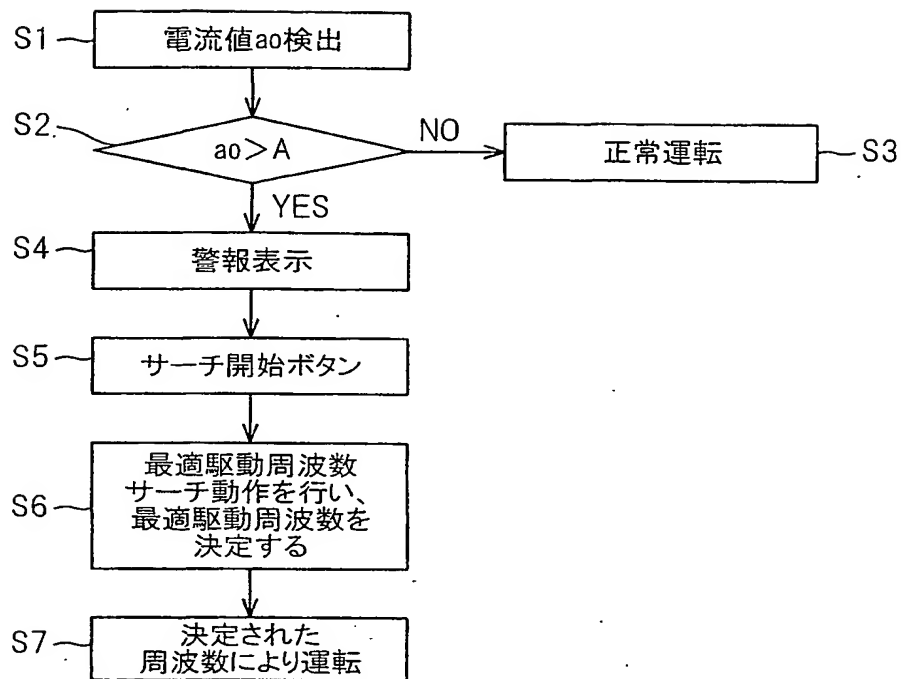 S1
電流値ao検出
S2
ao>A
NO
正常運転
S3
YES
S4
警報表示
S5
サーチ開始ボタン
S6
最適駆動周波数
サーチ動作を行い、
最適駆動周波数を
決定する
S7
決定された
周波数により運転